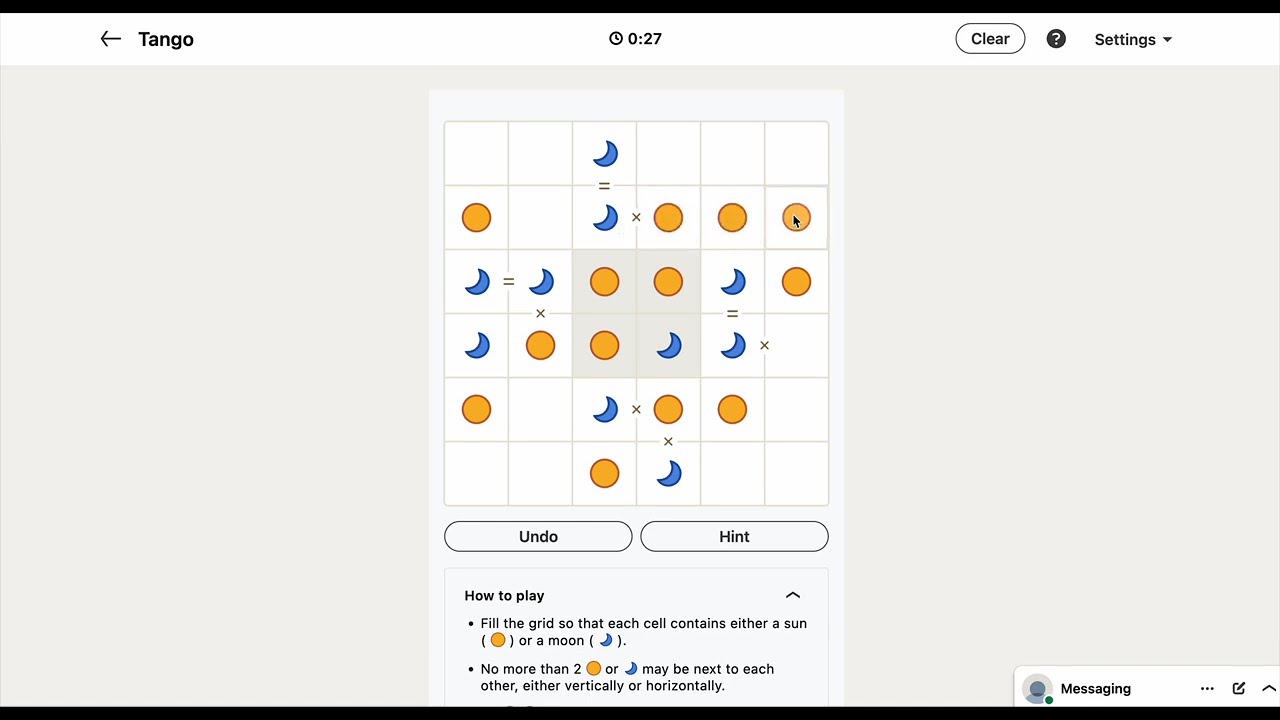 Tango
0:27
Clear
?
Settings
=
×
=
×
=
×
×
×
Undo
Hint
How to play
• Fill the grid so that each cell contains either a sun
( ) or a moon ( ).
• No more than 2 or may be next to each
other, either vertically or horizontally.
Messaging